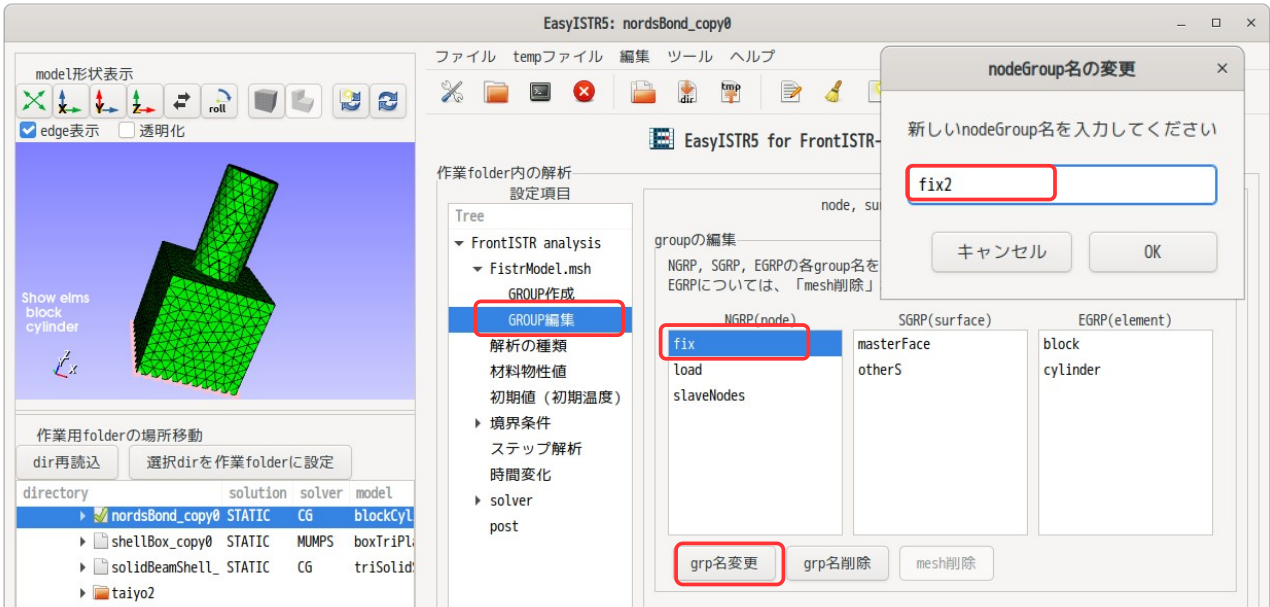 EasyISTR5: nordsBond_copy0
model形状表示
roll
edge表示
透明化
Show elms
block
cylinder
作業用folderの場所移動
dir再読込
選択dirを作業folderに設定
directory solution solver model
nordsBond_copy0 STATIC CG blockCyl
shellBox_copy0 STATIC MUMPS boxTriPl
solidBeamShell_ STATIC CG triSolid
taiyo2
ファイル tempファイル 編集 ツール ヘルプ
dir
tmp
EasyISTR5 for FrontISTR-
作業folder内の解析
設定項目
Tree
FrontISTR analysis
FistrModel.msh
GROUP作成
GROUP編集
解析の種類
材料物性値
初期値（初期温度）
境界条件
ステップ解析
時間変化
solver
post
node, su
groupの編集
NGRP, SGRP, EGRPの各group名を
EGRPについては、「mesh削除」
NGRP(node)
fix
load
slaveNodes
SGRP(surface)
masterFace
otherS
EGRP(element)
block
cylinder
grp名変更
grp名削除
mesh削除
nodeGroup名の変更
新しいnodeGroup名を入力してください
fix2
キャンセル
OK